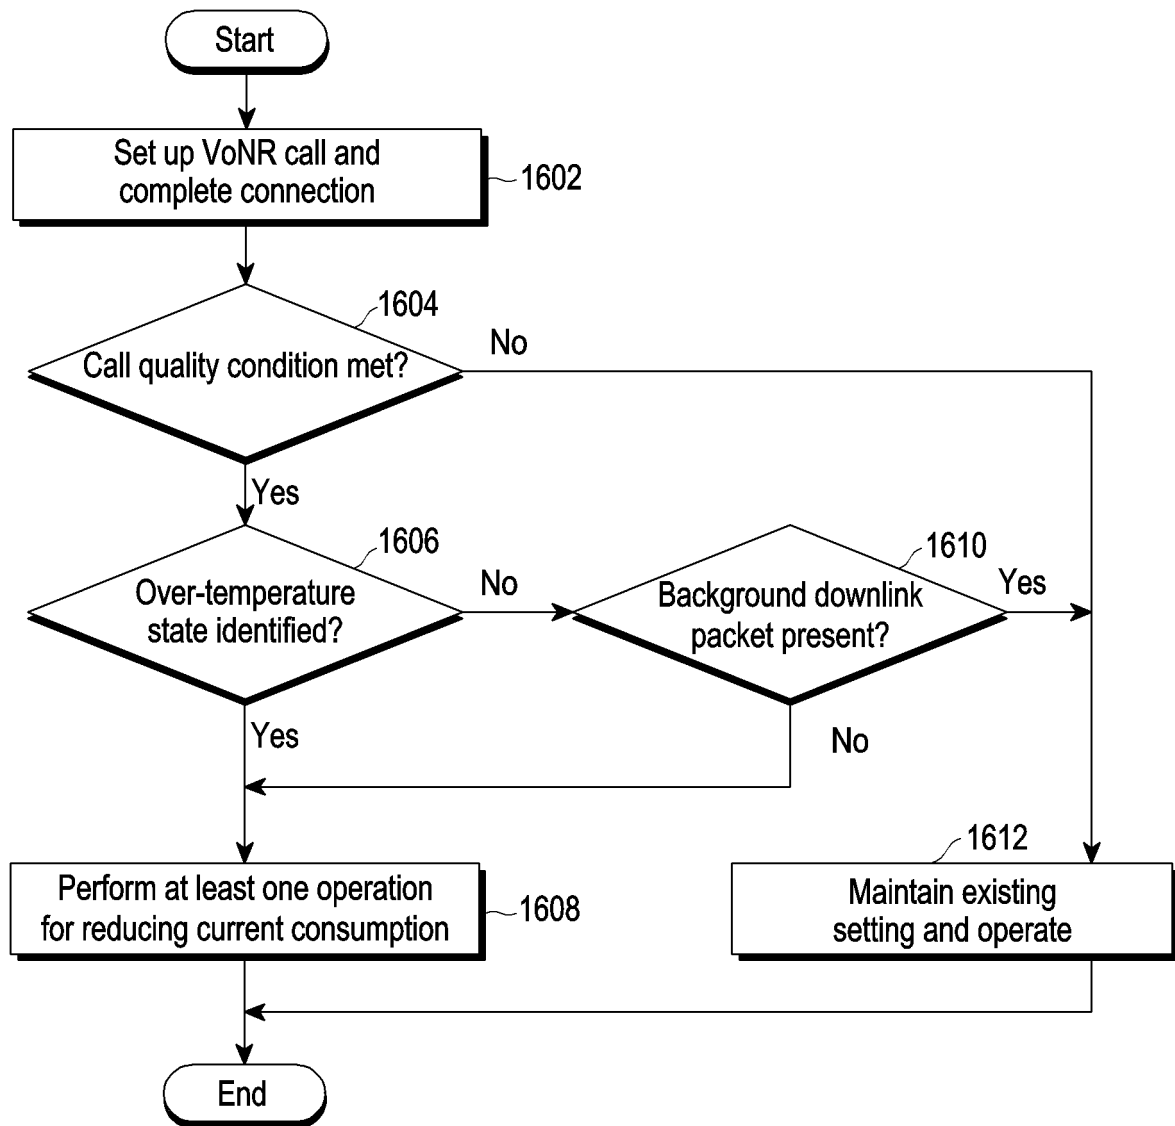 Start
Set up VoNR call and
complete connection
1602
1604
Call quality condition met?
No
Yes
1606
Over-temperature
state identified?
No
1610
Background downlink
packet present?
Yes
Yes
No
Perform at least one operation
for reducing current consumption
1608
1612
Maintain existing
setting and operate
End